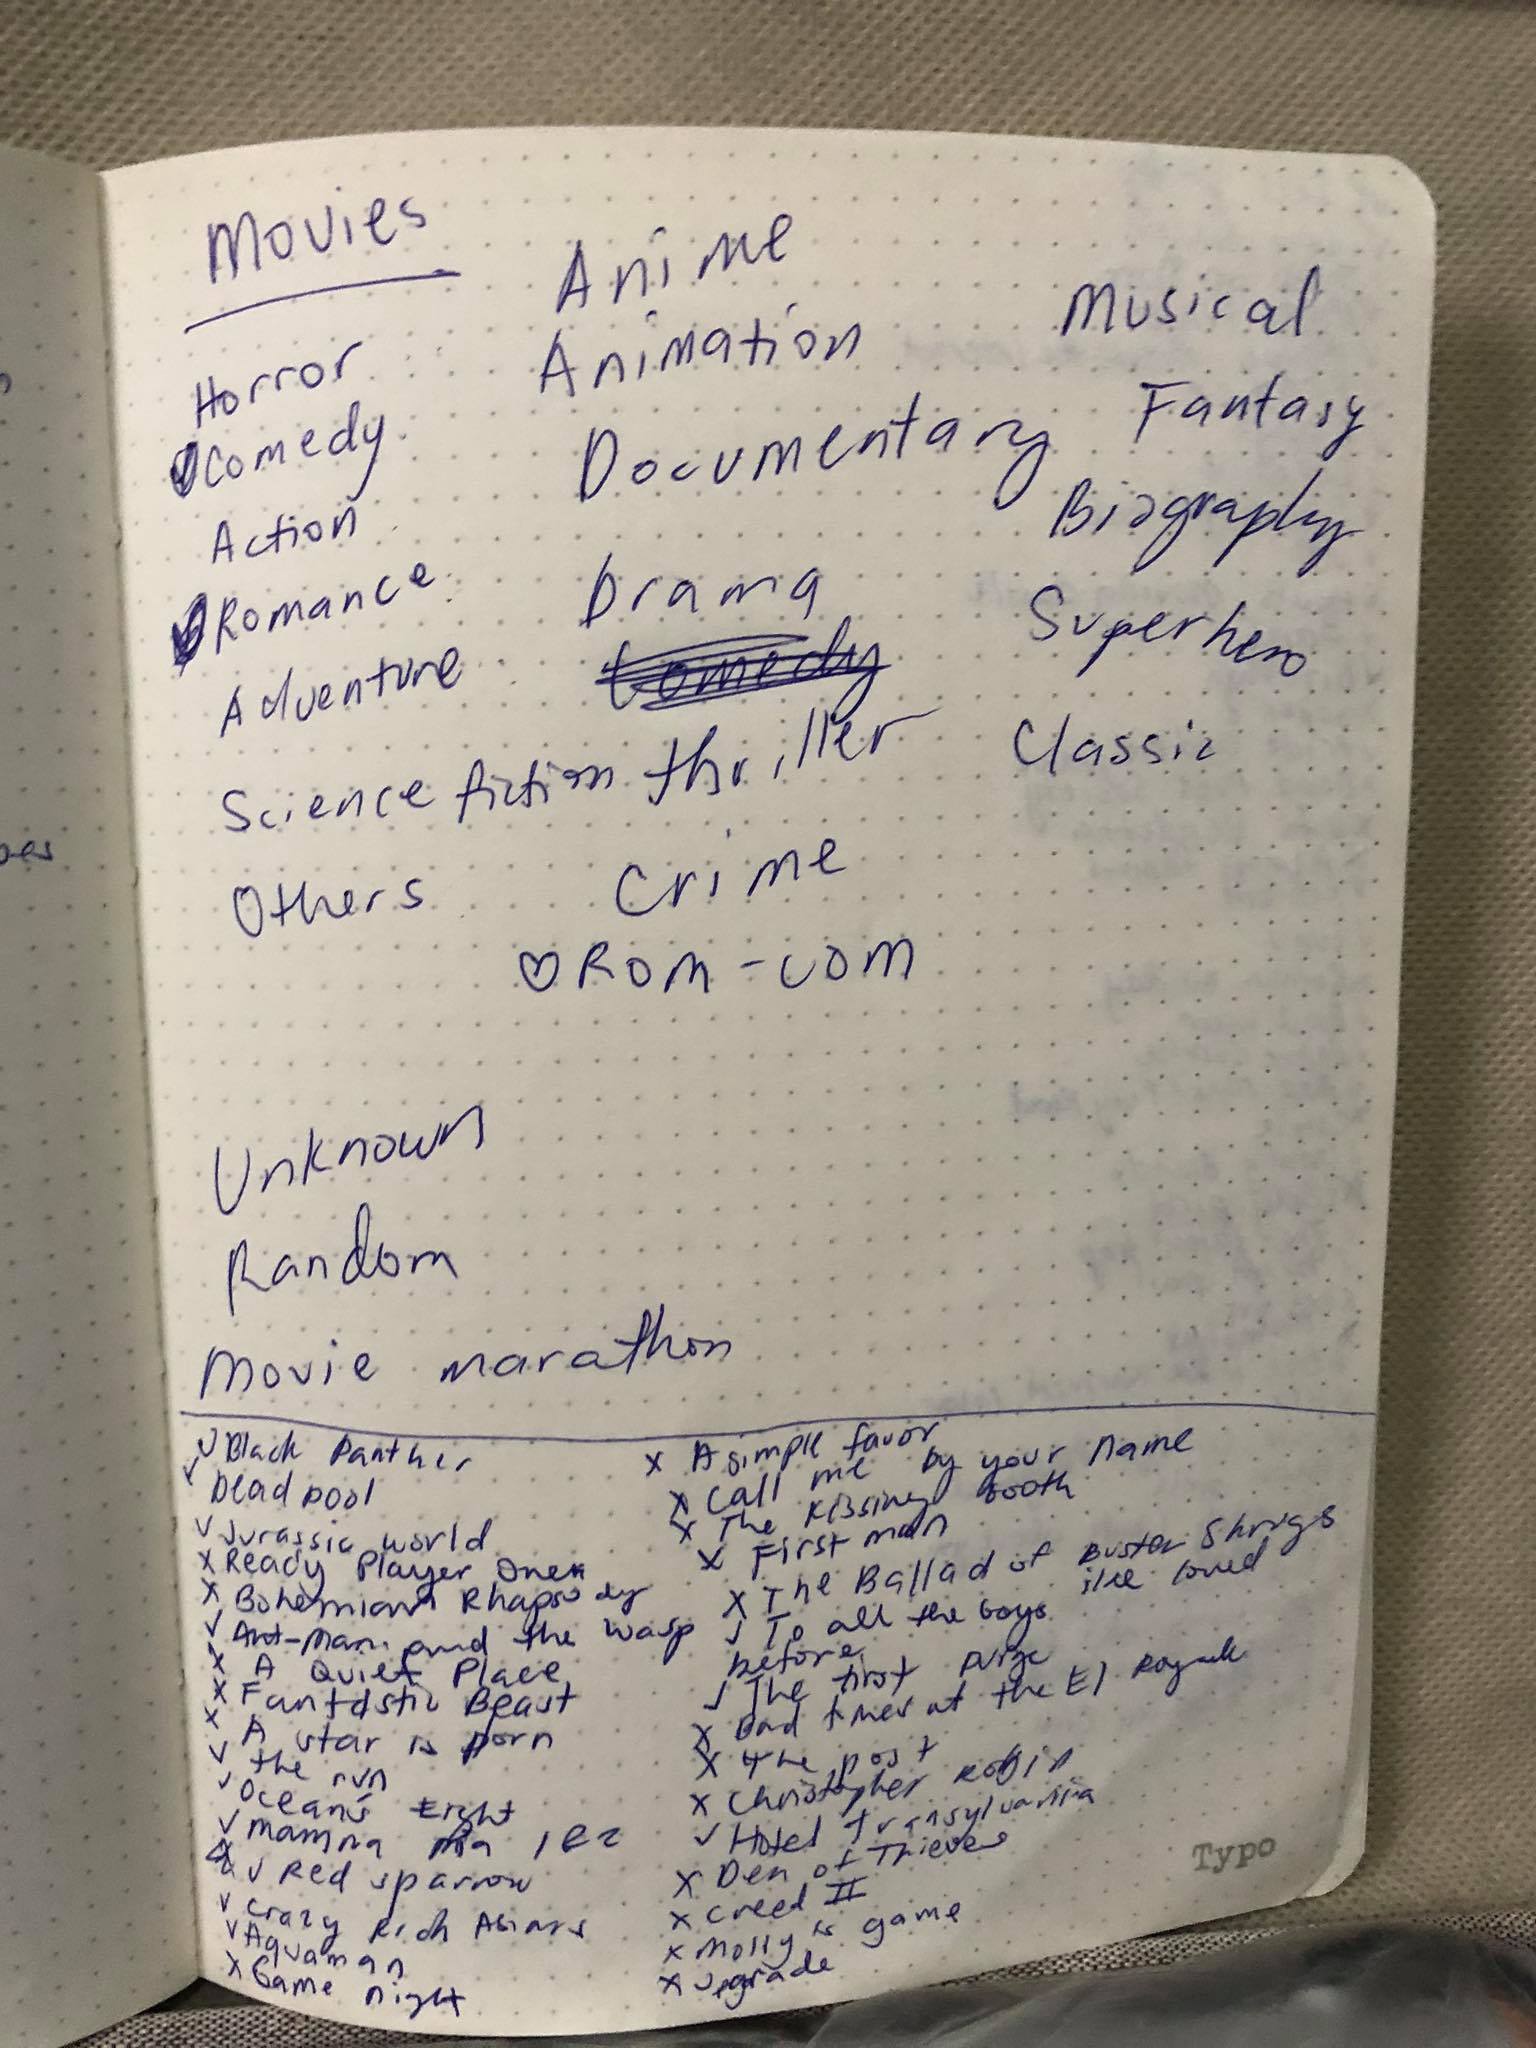 Movies
Horror
Comedy
Action
Romance
Adventure
Science fiction
Others
Anime
Animation
Documentary
Drama
Comedy
thriller
Crime
♡ Rom-com
Musical
Fantasy
Biography
Superhero
Classic
Unknown
Random
Movie marathon
✓ Black Panther
✓ Deadpool
✓ Jurassic world
x Ready Player One
x Bohemian Rhapsody
✓ Ant-Man and the Wasp
x A Quiet Place
x Fantastic Beast
x A star is born
✓ the nun
✓ Ocean's Eight
✓ mamma mia 1 & 2
✓ Red sparrow
✓ crazy Rich Asians
✓ Aquaman
x Game night
x A simple favor
x Call me by your Name
x The Kissing booth
x First man
x The Ballad of Buster Shrugs
✓ To all the boys i've loved
before
✓ The first purge
x Bad times at the El Royale
x the post
x Christopher Robin
✓ Hotel Transylvania
x Den of Thieves
x Creed II
x Molly's game
x upgrade
Typo